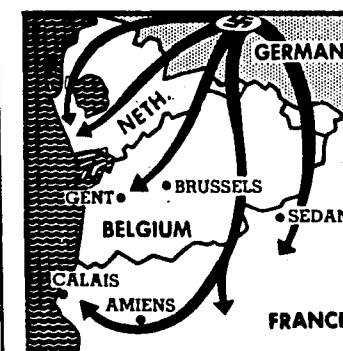 GERMAN
NETH.
BRUSSELS
GENT
SEDAN
BELGIUM
CALAIS
AMIENS
FRANC